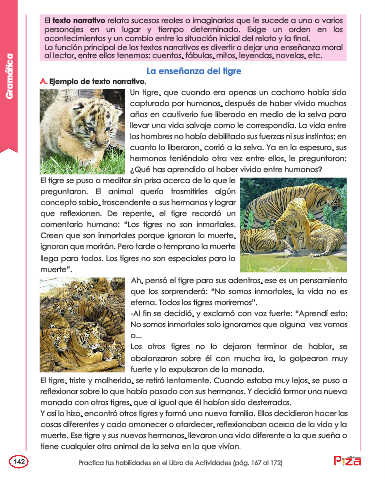 Gramática
El texto narrativo relata sucesos reales o imaginarios que le sucede a uno o varios
personajes en un lugar y tiempo determinado. Exige un orden en los
acontecimientos y un cambio entre la situación inicial del relato y la final.
La función principal de los textos narrativos es divertir o dejar una enseñanza moral
al lector, entre ellos tenemos: cuentos, fábulas, mitos, leyendas, novelas, etc.
La enseñanza del tigre
A. Ejemplo de texto narrativo.
Un tigre, que cuando era apenas un cachorro había sido
capturado por humanos, después de haber vivido muchos
años en cautiverio fue liberado en medio de la selva para
llevar una vida salvaje como le correspondía. La vida entre
los hombres no había debilitado sus fuerzas ni sus instintos; en
cuanto lo liberaron, corrió a la selva. Ya en la espesura, sus
hermanos teniéndolo otra vez entre ellos, le preguntaron:
¿Qué has aprendido al haber vivido entre humanos?
El tigre se puso a meditar sin prisa acerca de lo que le
preguntaron. El animal quería trasmitirles algún
concepto sabio, trascendente a sus hermanos y lograr
que reflexionen. De repente, el tigre recordó un
comentario humano: “Los tigres no son inmortales.
Creen que son inmortales porque ignoran la muerte,
ignoran que morirán. Pero tarde o temprano la muerte
llega para todos. Los tigres no son especiales para la
muerte”.
Ah, pensó el tigre para sus adentros, ese es un pensamiento
que los sorprenderá: “No somos inmortales, la vida no es
eterna. Todos los tigres moriremos”.
-Al fin se decidió, y exclamó con voz fuerte: “Aprendí esto:
No somos inmortales solo ignoramos que alguna vez vamos
a...
Los otros tigres no lo dejaron terminar de hablar, se
abalanzaron sobre él con mucha ira, lo golpearon muy
fuerte y lo expulsaron de la manada.
El tigre, triste y malherido, se retiró lentamente. Cuando estaba muy lejos, se puso a
reflexionar sobre lo que había pasado con sus hermanos. Y decidió formar una nueva
manada con otros tigres, que al igual que él habían sido desterrados.
Y así lo hizo, encontró otros tigres y formó una nueva familia. Ellos decidieron hacer las
cosas diferentes y cada amanecer o atardecer, reflexionaban acerca de la vida y la
muerte. Ese tigre y sus nuevos hermanos, llevaron una vida diferente a la que sueña o
tiene cualquier otro animal de la selva en la que vivían.
142
Practica tus habilidades en el Libro de Actividades (pág. 167 al 172)